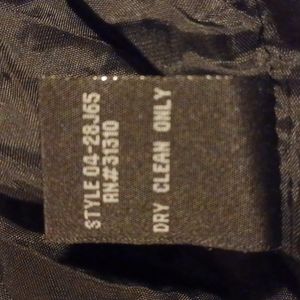 STYLE 04-28J65
RN# 31310
DRY CLEAN ONLY